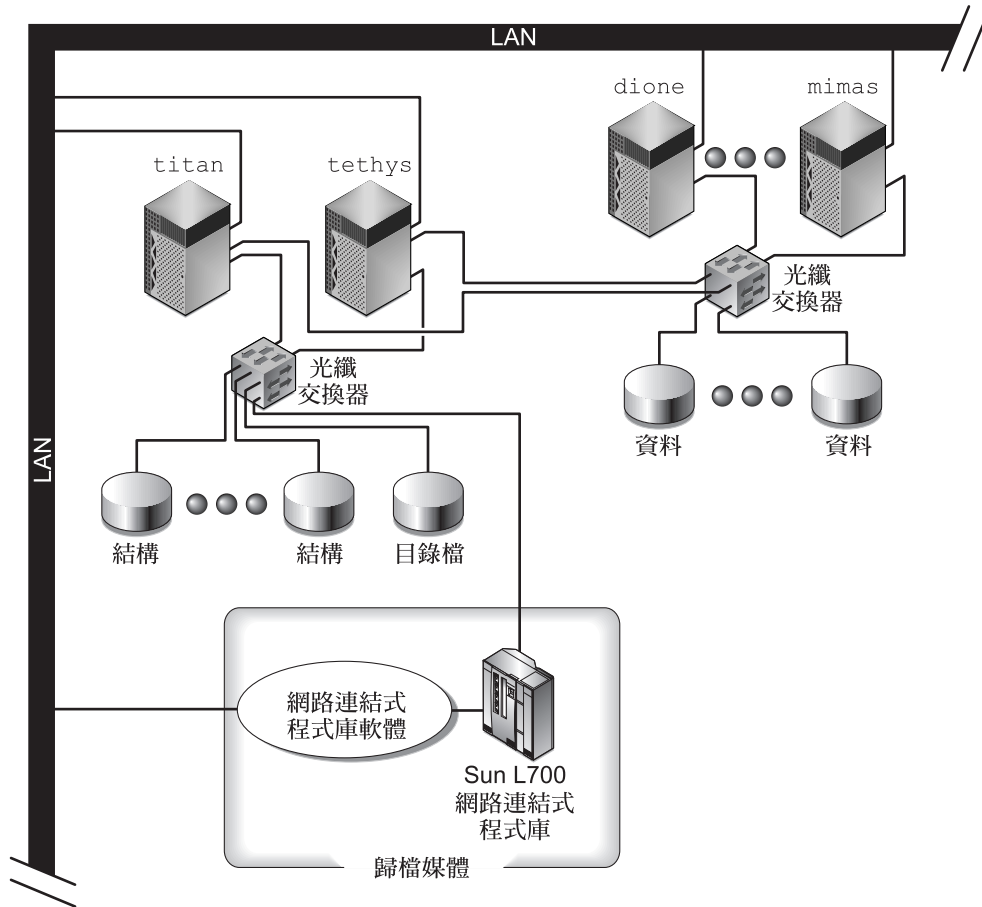 LAN
dione
mimas
titan
tethys
光纖
交換器
光纖
交換器
資料
資料
LAN
結構
結構
目錄檔
網路連結式
程式庫軟體
Sun L700
網路連結式
程式庫
歸檔媒體